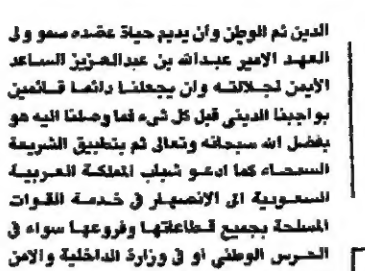 الدين ثم الوطن وأن يديم حياة عضده سمو ولي
العهد الامير عبدالله بن عبدالعزيز الساعد
الأيمن لجلالته وان يجعلنا دائما قائمين
بواجبنا الديني قبل كل شيء فما وصلنا اليه هو
بفضل الله سبحانه وتعالى ثم بتطبيق الشريعة
السمحاء كما ادعو شباب المملكة العربية
السعودية الى الانصهار في خدمة القوات
المسلحة بجميع قطاعاتها وفروعها سواء في
الحرس الوطني أو في وزارة الداخلية والامن